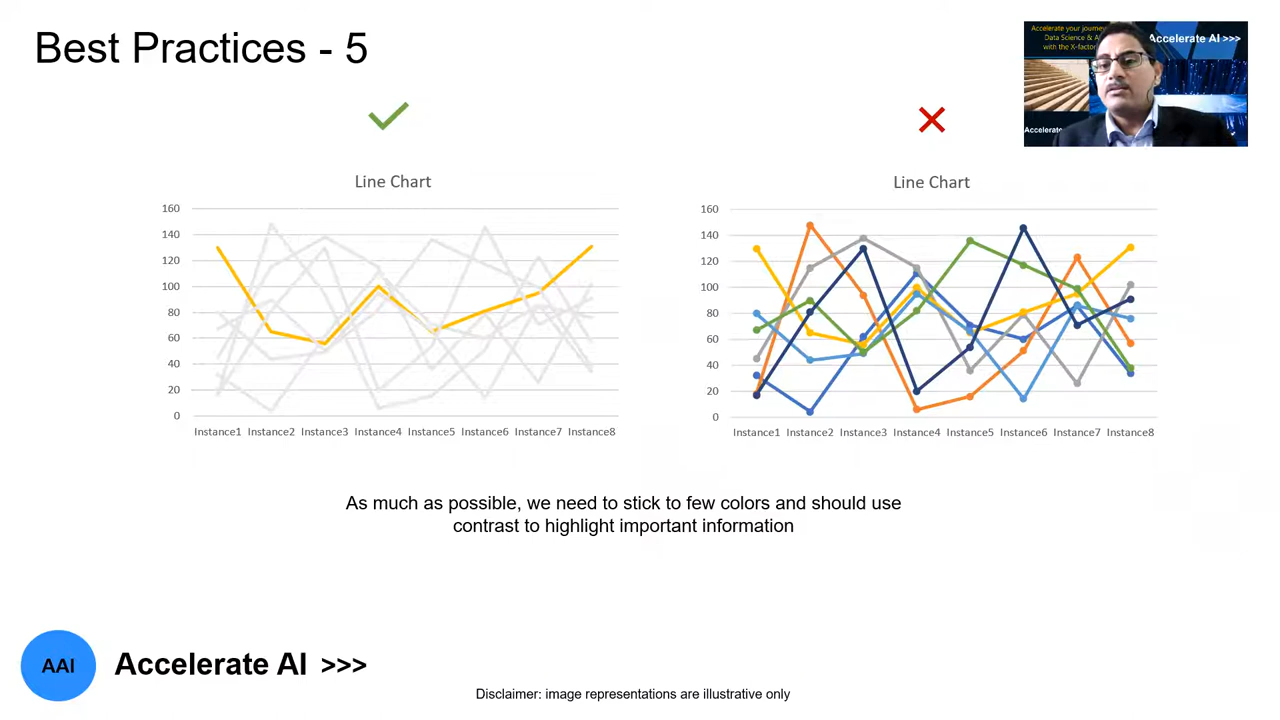 Best Practices - 5
Accelerate your journey
Data Science & A
with the X-factor
Accelerate AI >>>
Accelerate
Line Chart
160
140
120
100
80
60
40
20
0
Instance1 Instance2 Instance3 Instance4 Instance5 Instance6 Instance7 Instance8
Line Chart
160
140
120
100
80
60
40
20
0
Instance1 Instance2 Instance3 Instance4 Instance5 Instance6 Instance7 Instance8
As much as possible, we need to stick to few colors and should use
contrast to highlight important information
AAI
Accelerate AI >>>
Disclaimer: image representations are illustrative only